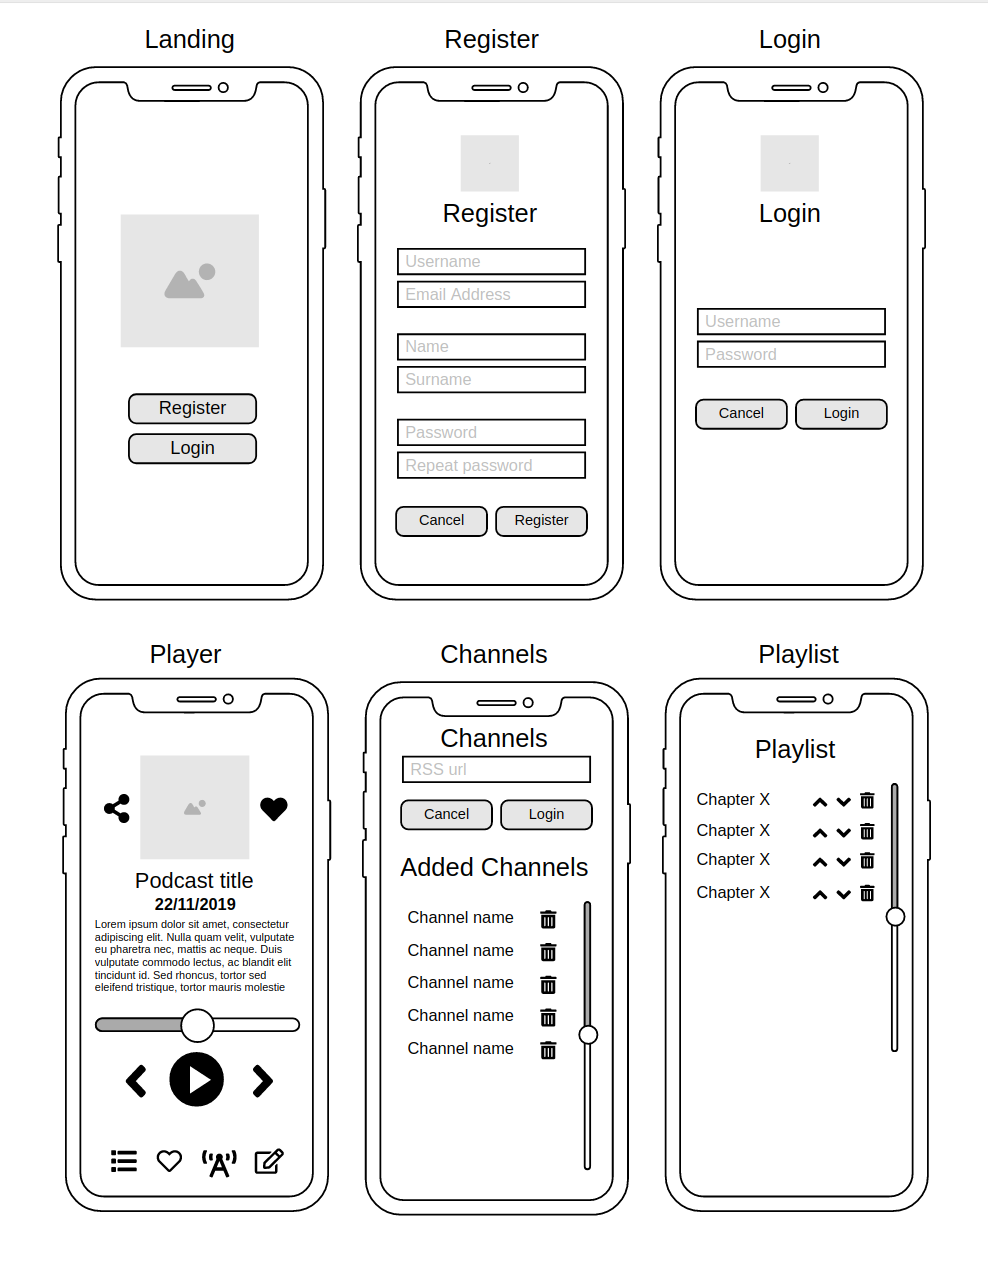 Landing
Register
Login
Register
Login
Register
Username
Email Address
Name
Surname
Password
Repeat password
Cancel
Register
Login
Username
Password
Cancel
Login
Player
Channels
Playlist
Podcast title
22/11/2019
Lorem ipsum dolor sit amet, consectetur
adipiscing elit. Nulla quam velit, vulputate
eu pharetra nec, mattis ac neque. Duis
vulputate commodo lectus, ac blandit elit
tincidunt id. Sed rhoncus, tortor sed
eleifend tristique, tortor mauris molestie
Channels
RSS url
Cancel
Login
Added Channels
Channel name
Channel name
Channel name
Channel name
Channel name
Playlist
Chapter X
Chapter X
Chapter X
Chapter X